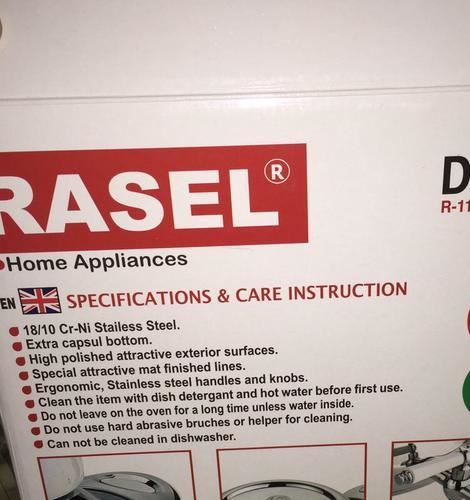 RASEL®
D
R-11
Home Appliances
EN SPECIFICATIONS & CARE INSTRUCTION
18/10 Cr-Ni Stailess Steel.
Extra capsul bottom.
High polished attractive exterior surfaces.
Special attractive mat finished lines.
Ergonomic, Stainless steel handles and knobs.
Clean the item with dish detergant and hot water before first use.
Do not leave on the oven for a long time unless water inside.
Do not use hard abrasive bruches or helper for cleaning.
Can not be cleaned in dishwasher.